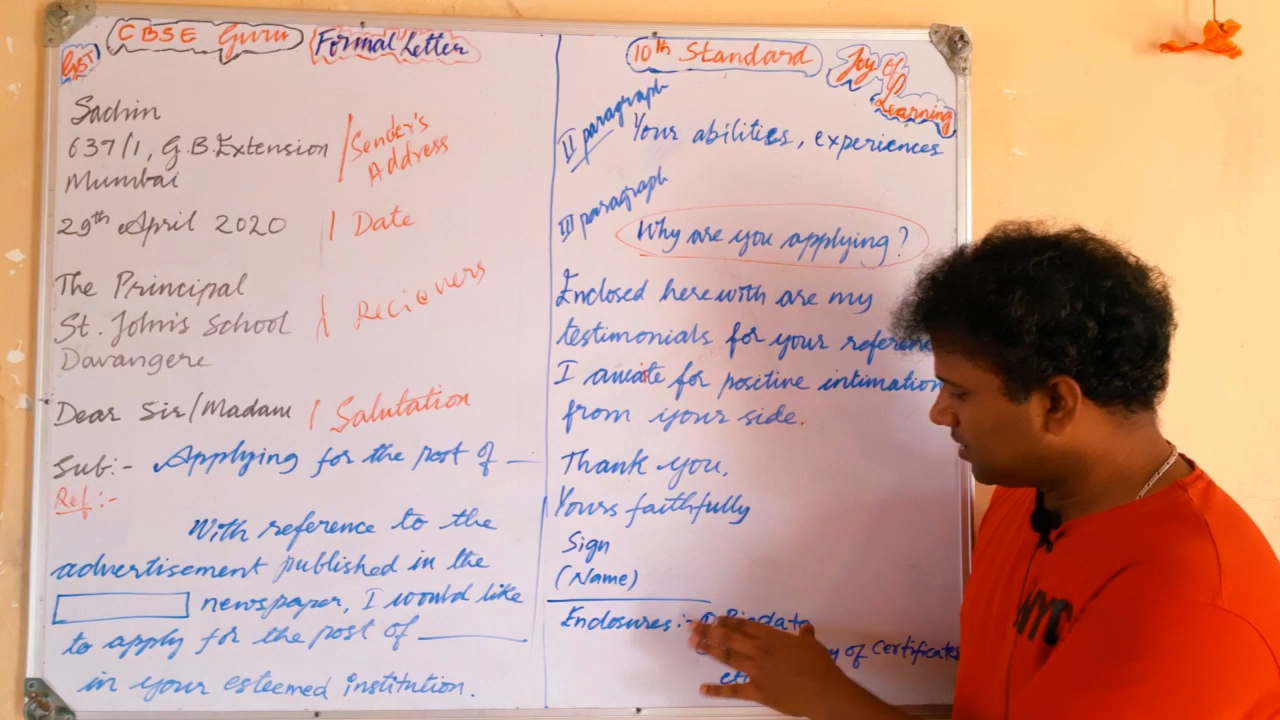 CBSE Guru
Formal Letter
Sachin
637/1, G.B.Extension
Mumbai
/ Sender's
Address
29th April 2020 | Date
The Principal
St. John's School
Davangere
Recievers
Dear Sir/Madam / Salutation
Sub:- Applying for the post of __
Ref:-
With reference to the
advertisement published in the
newspaper, I would like
to apply for the post of ____
in your esteemed institution.
10th Standard
Joy of
Learning
II paragraph
Your abilities, experiences
III paragraph
Why are you applying?
Enclosed herewith are my
testimonials for your
I awaite for positive intimation
from your side.
Thank you,
Yours faithfully
Sign
(Name)
Enclosures:- Biodata
of Certificates